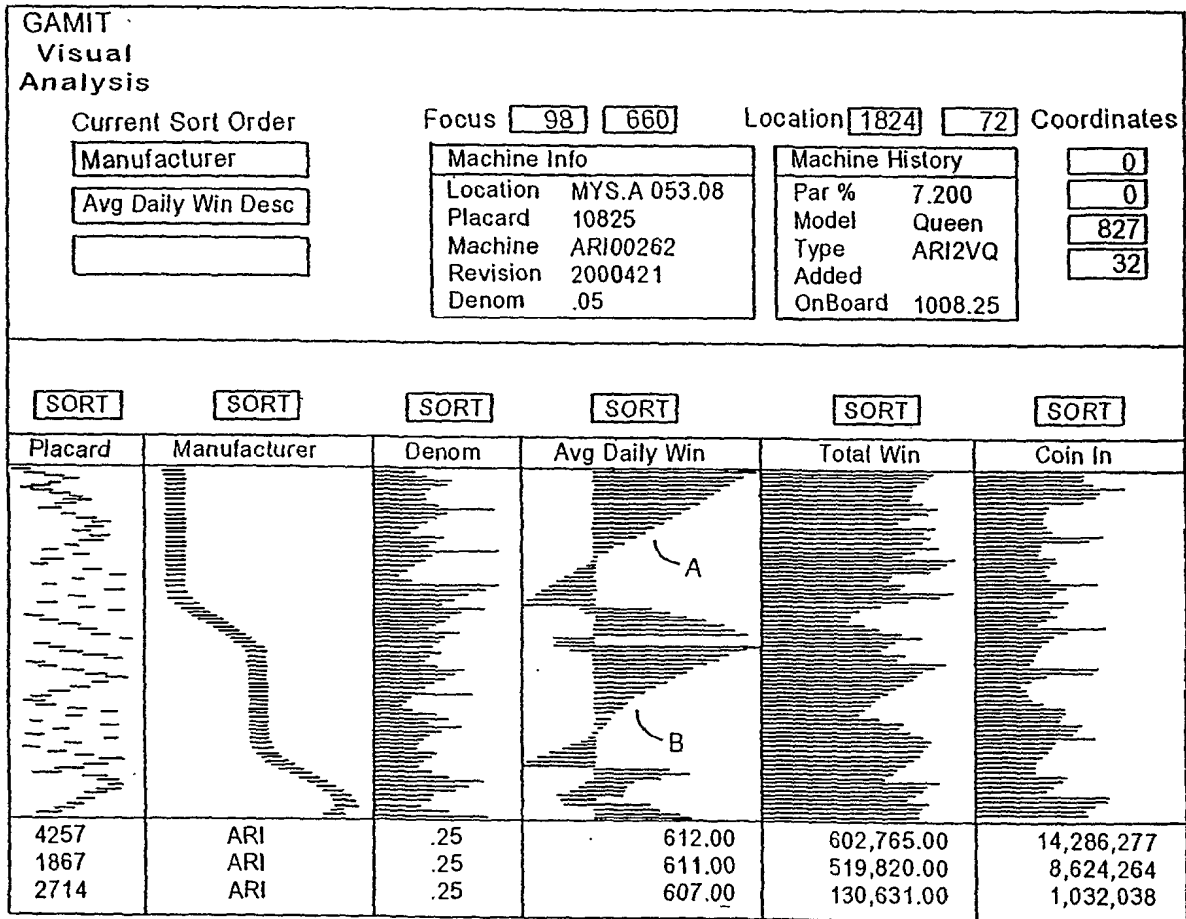 GAMIT
Visual
Analysis
Current Sort Order
Manufacturer
Avg Daily Win Desc
Focus 98 660
Location 1824 72 Coordinates
0
0
827
32
Machine Info
Location MYS.A 053.08
Placard 10825
Machine ARI00262
Revision 2000421
Denom .05
Machine History
Par % 7.200
Model Queen
Type ARI2VQ
Added
OnBoard 1008.25
SORT SORT SORT SORT SORT SORT
Placard Manufacturer Denom Avg Daily Win Total Win Coin In
A
B
4257 ARI .25 612.00 602,765.00 14,286,277
1867 ARI .25 611.00 519,820.00 8,624,264
2714 ARI .25 607.00 130,631.00 1,032,038